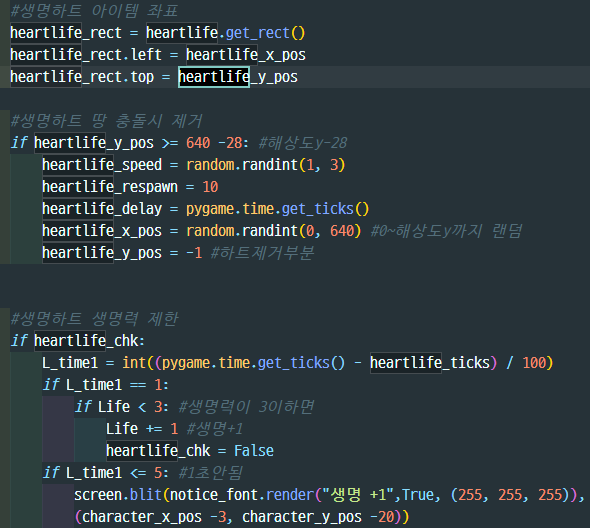 #생명하트 아이템 좌표
heartlife_rect = heartlife.get_rect()
heartlife_rect.left = heartlife_x_pos
heartlife_rect.top = heartlife_y_pos
#생명하트 땅 충돌시 제거
if heartlife_y_pos >= 640 -28: #해상도y-28
heartlife_speed = random.randint(1, 3)
heartlife_respawn = 10
heartlife_delay = pygame.time.get_ticks()
heartlife_x_pos = random.randint(0, 640) #0~해상도y까지 랜덤
heartlife_y_pos = -1 #하트제거부분
#생명하트 생명력 제한
if heartlife_chk:
L_time1 = int((pygame.time.get_ticks() - heartlife_ticks) / 100)
if L_time1 == 1:
if Life < 3: #생명력이 3이하면
Life += 1 #생명+1
heartlife_chk = False
if L_time1 <= 5: #1초안됨
screen.blit(notice_font.render("생명 +1",True, (255, 255, 255)),
(character_x_pos -3, character_y_pos -20))